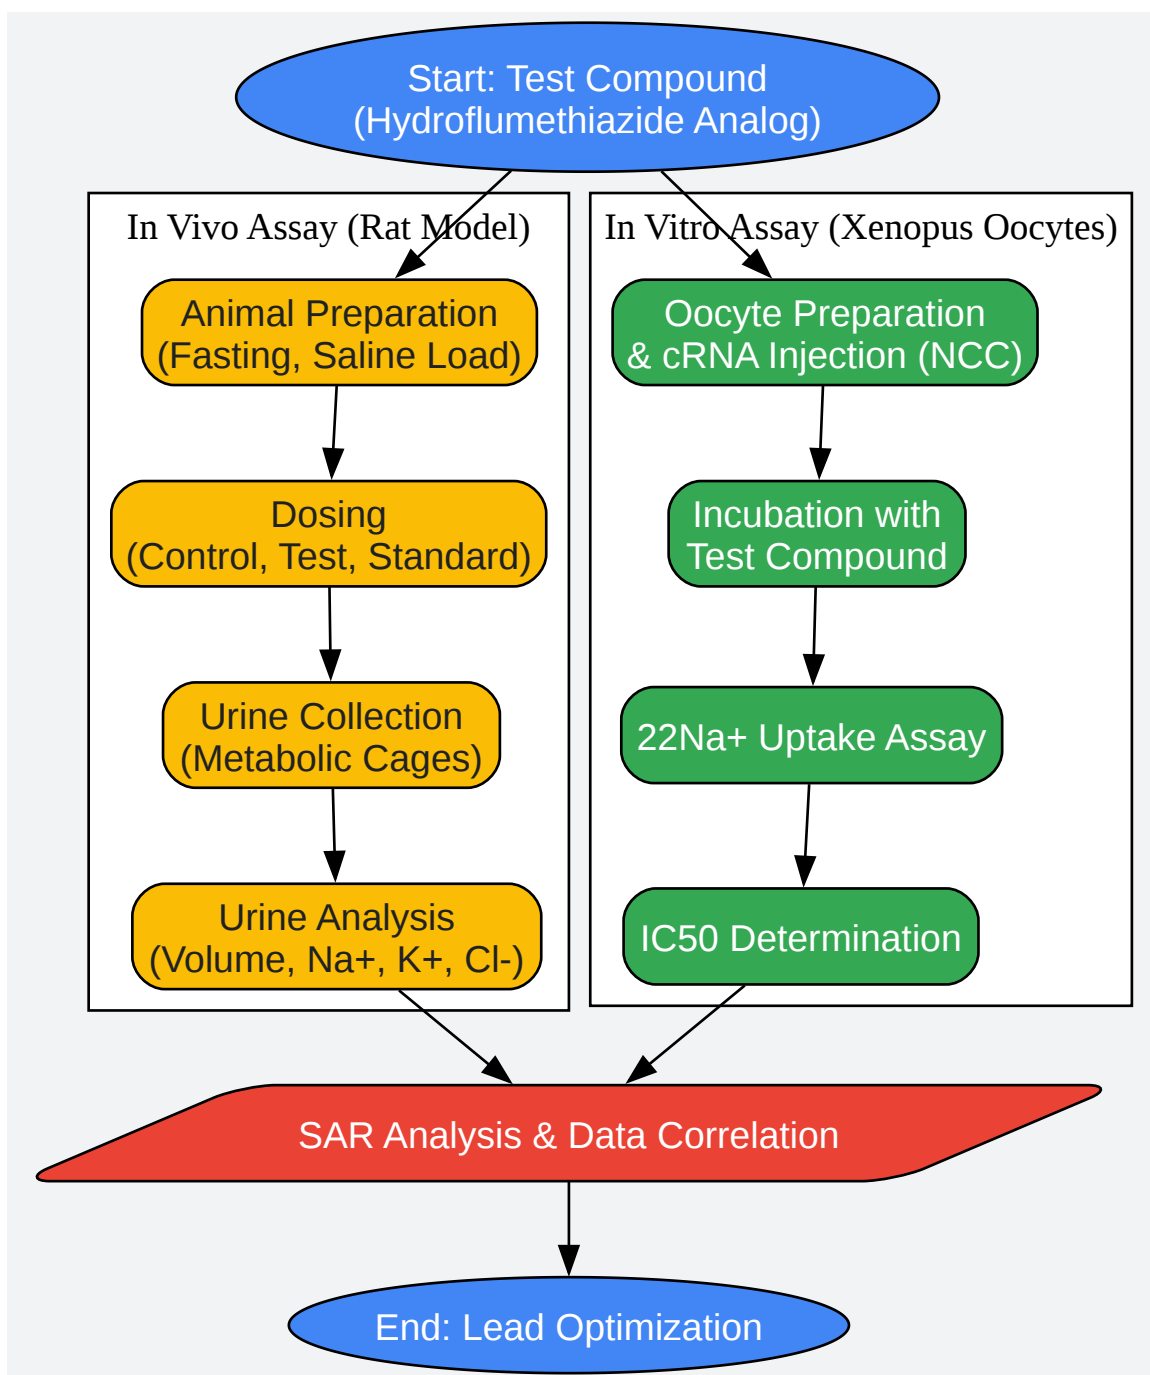 Start: Test Compound
(Hydroflumethiazide Analog)
In Vivo Assay (Rat Model)
Animal Preparation
(Fasting, Saline Load)
Dosing
(Control, Test, Standard)
Urine Collection
(Metabolic Cages)
Urine Analysis
(Volume, Na+, K+, Cl-)
In Vitro Assay (Xenopus Oocytes)
Oocyte Preparation
& cRNA Injection (NCC)
Incubation with
Test Compound
22Na+ Uptake Assay
IC50 Determination
SAR Analysis & Data Correlation
End: Lead Optimization